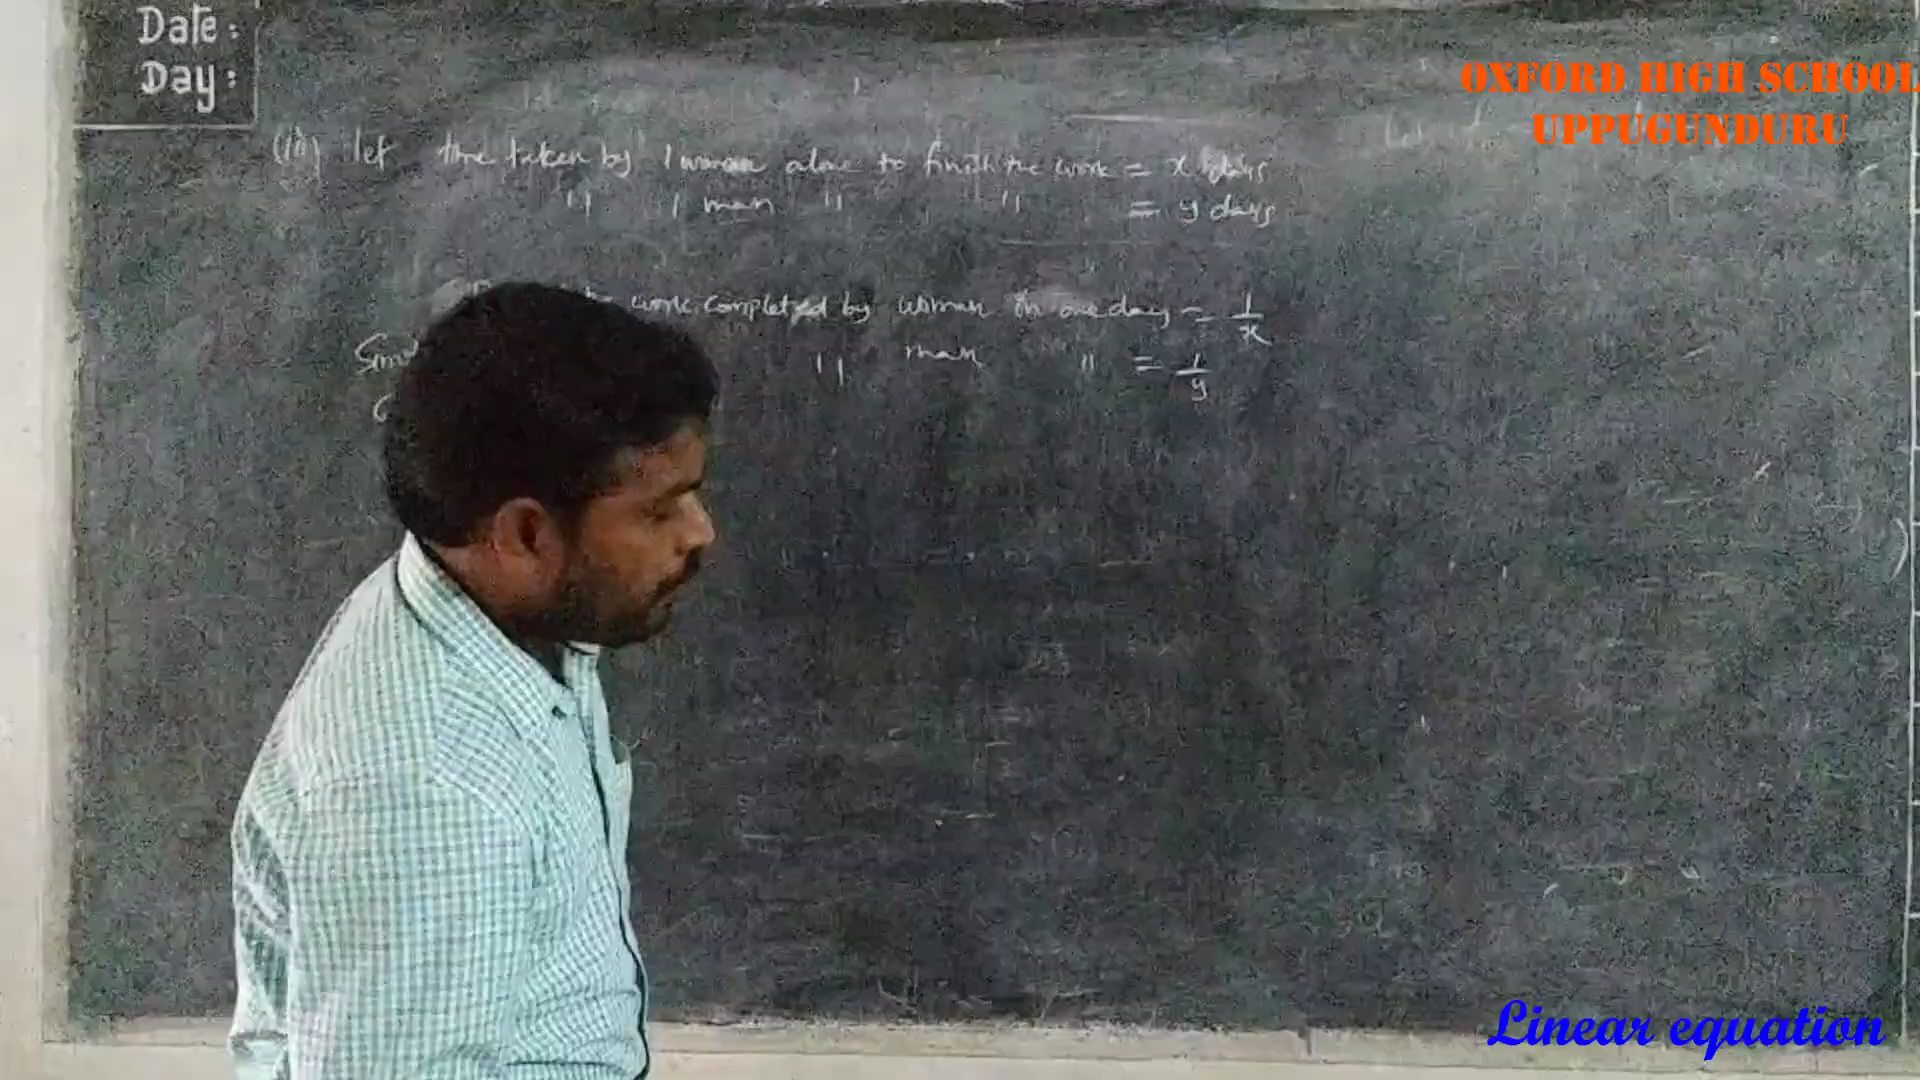 Date:
Day:
OXFORD HIGH SCHOOL
UPPUGUNDURU
(iii) let time taken by 1 woman alone to finish the work = x days
" 1 man " " = y days
work completed by woman in one day = 1/x
" man " = 1/y
Linear equation